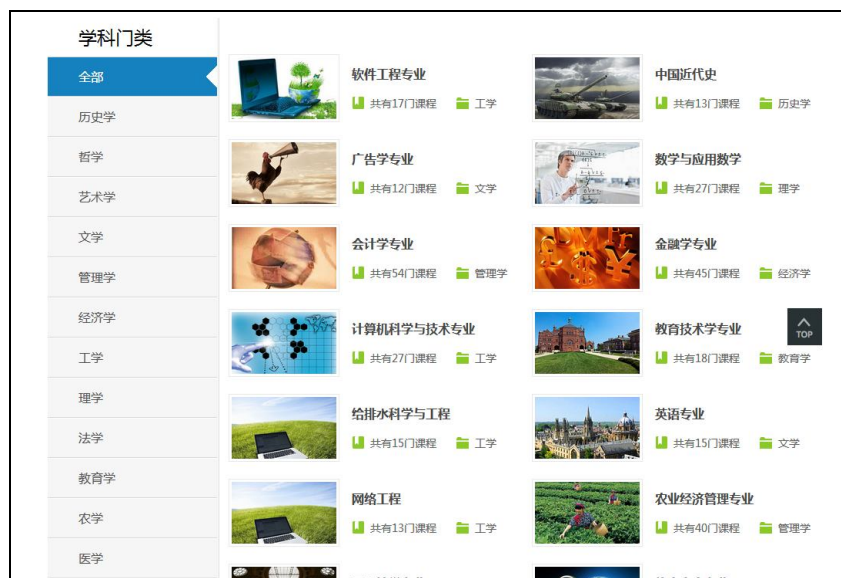 学科门类
全部
历史学
哲学
艺术学
文学
管理学
经济学
工学
理学
法学
教育学
农学
医学
软件工程专业
共有17门课程 工学
中国近代史
共有13门课程 历史学
广告学专业
共有12门课程 文学
数学与应用数学
共有27门课程 理学
会计学专业
共有54门课程 管理学
金融学专业
共有45门课程 经济学
计算机科学与技术专业
共有27门课程 工学
教育技术学专业
共有18门课程 教育学
TOP
给排水科学与工程
共有15门课程 工学
英语专业
共有15门课程 文学
网络工程
共有13门课程 工学
农业经济管理专业
共有40门课程 管理学